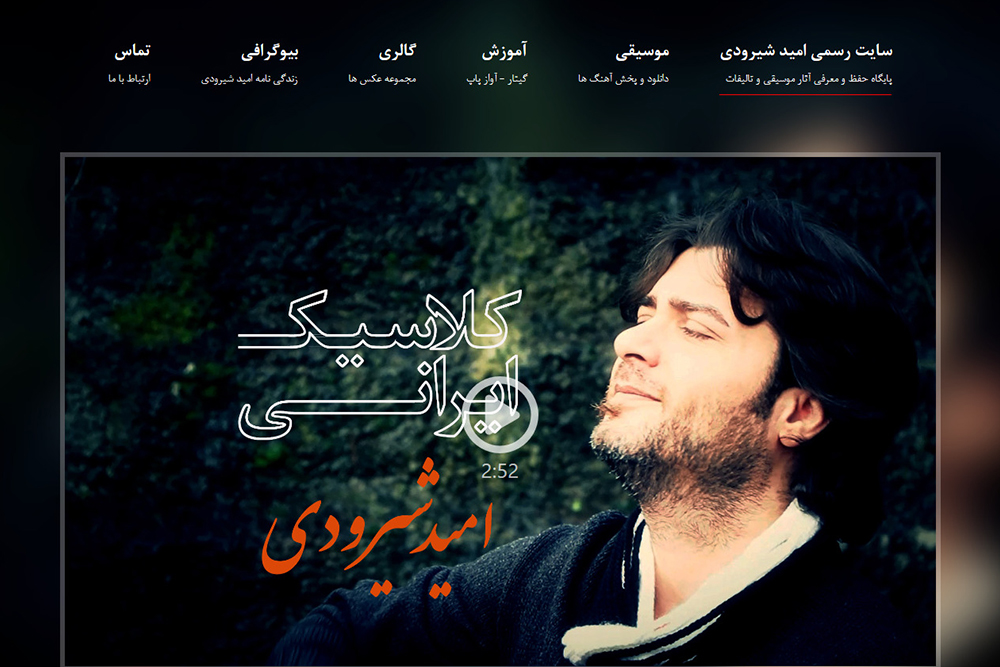 سایت رسمی امید شیرودی
پایگاه حفظ و معرفی آثار موسیقی و تالیفات
موسیقی
دانلود و پخش آهنگ ها
آموزش
گیتار - آواز پاپ
گالری
مجموعه عکس ها
بیوگرافی
زندگی نامه امید شیرودی
تماس
ارتباط با ما
کلاسیک
ایرانی
2:52
امید شیرودی